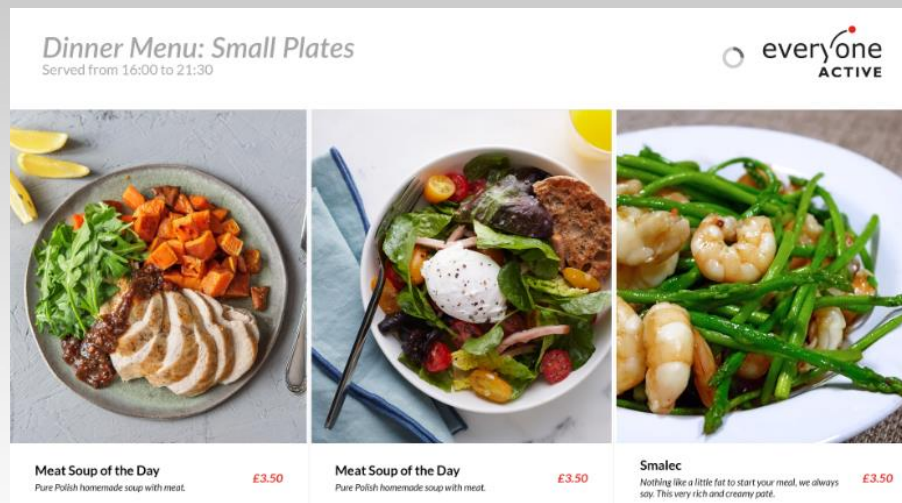 Dinner Menu: Small Plates
Served from 16:00 to 21:30
everyone
ACTIVE
Meat Soup of the Day
Pure Polish homemade soup with meat.
£3.50
Meat Soup of the Day
Pure Polish homemade soup with meat.
£3.50
Smalec
Nothing like a little fat to start your meal, we always
say. This very rich and creamy paté.
£3.50